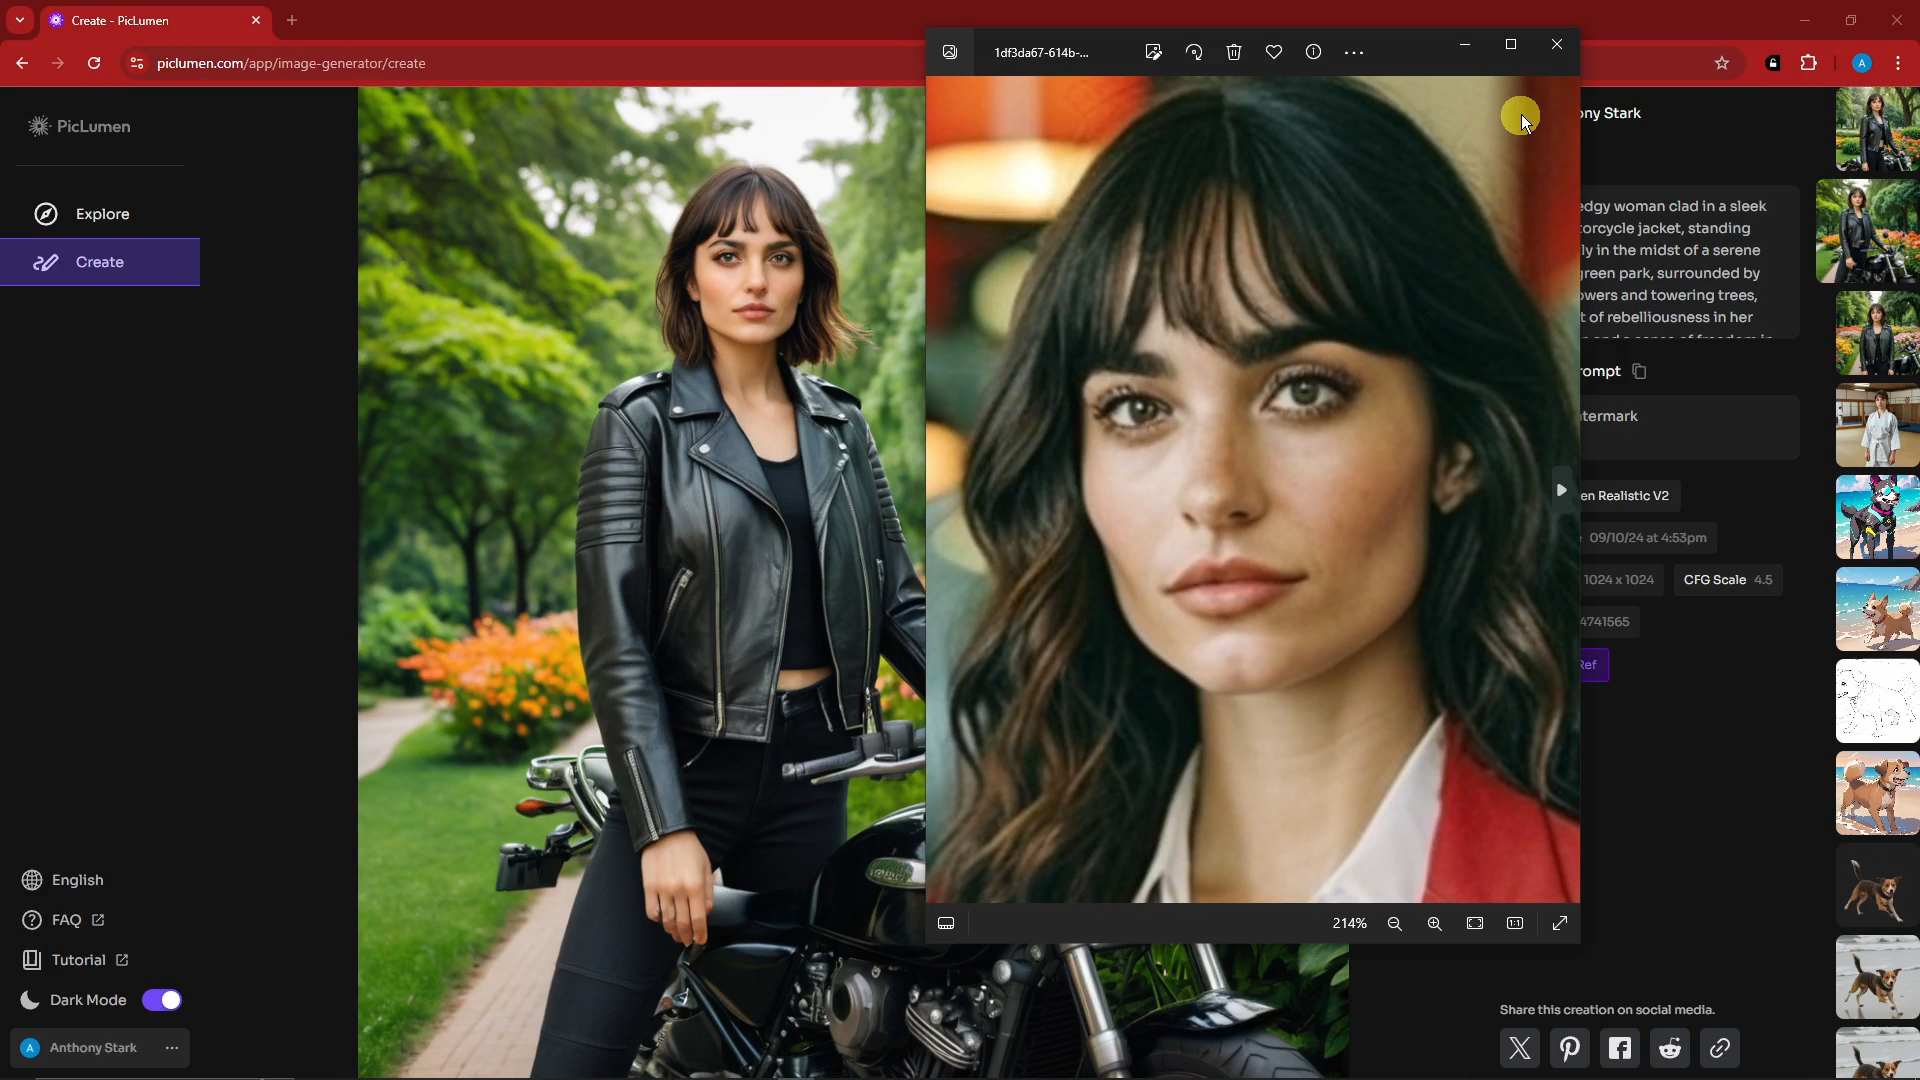 Create - PicLumen
piclumen.com/app/image-generator/create
A
1df3da67-614b-...
PicLumen
Explore
Create
ony Stark
edgy woman clad in a sleek
orcycle jacket, standing
ly in the midst of a serene
green park, surrounded by
owers and towering trees,
t of rebelliousness in her
rompt
termark
en Realistic V2
09/10/24 at 4:53pm
1024 x 1024
CFG Scale 4.5
4741565
Ref
214%
1:1
English
FAQ
Tutorial
Dark Mode
A Anthony Stark
Share this creation on social media.